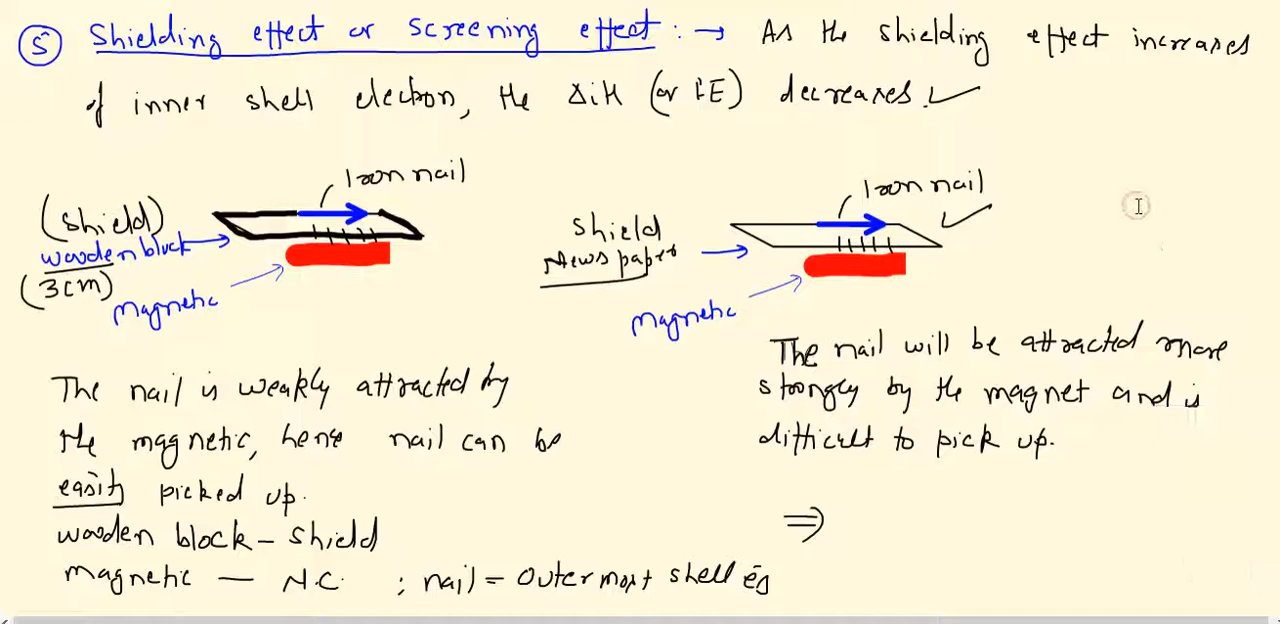 (5) Shielding effect or screening effect : → As the shielding effect increases
of inner shell electron, the ΔiH (or IE) decreases. ✓
Iron nail
(shield)
wooden block →
(3cm)
magnetic
Iron nail
Shield
News paper →
magnetic
The nail is weakly attracted by
the magnetic, hence nail can be
easily picked up.
wooden block – shield
magnetic — N.C. ; nail = outermost shell es
The nail will be attracted more
strongly by the magnet and is
difficult to pick up.
⇒